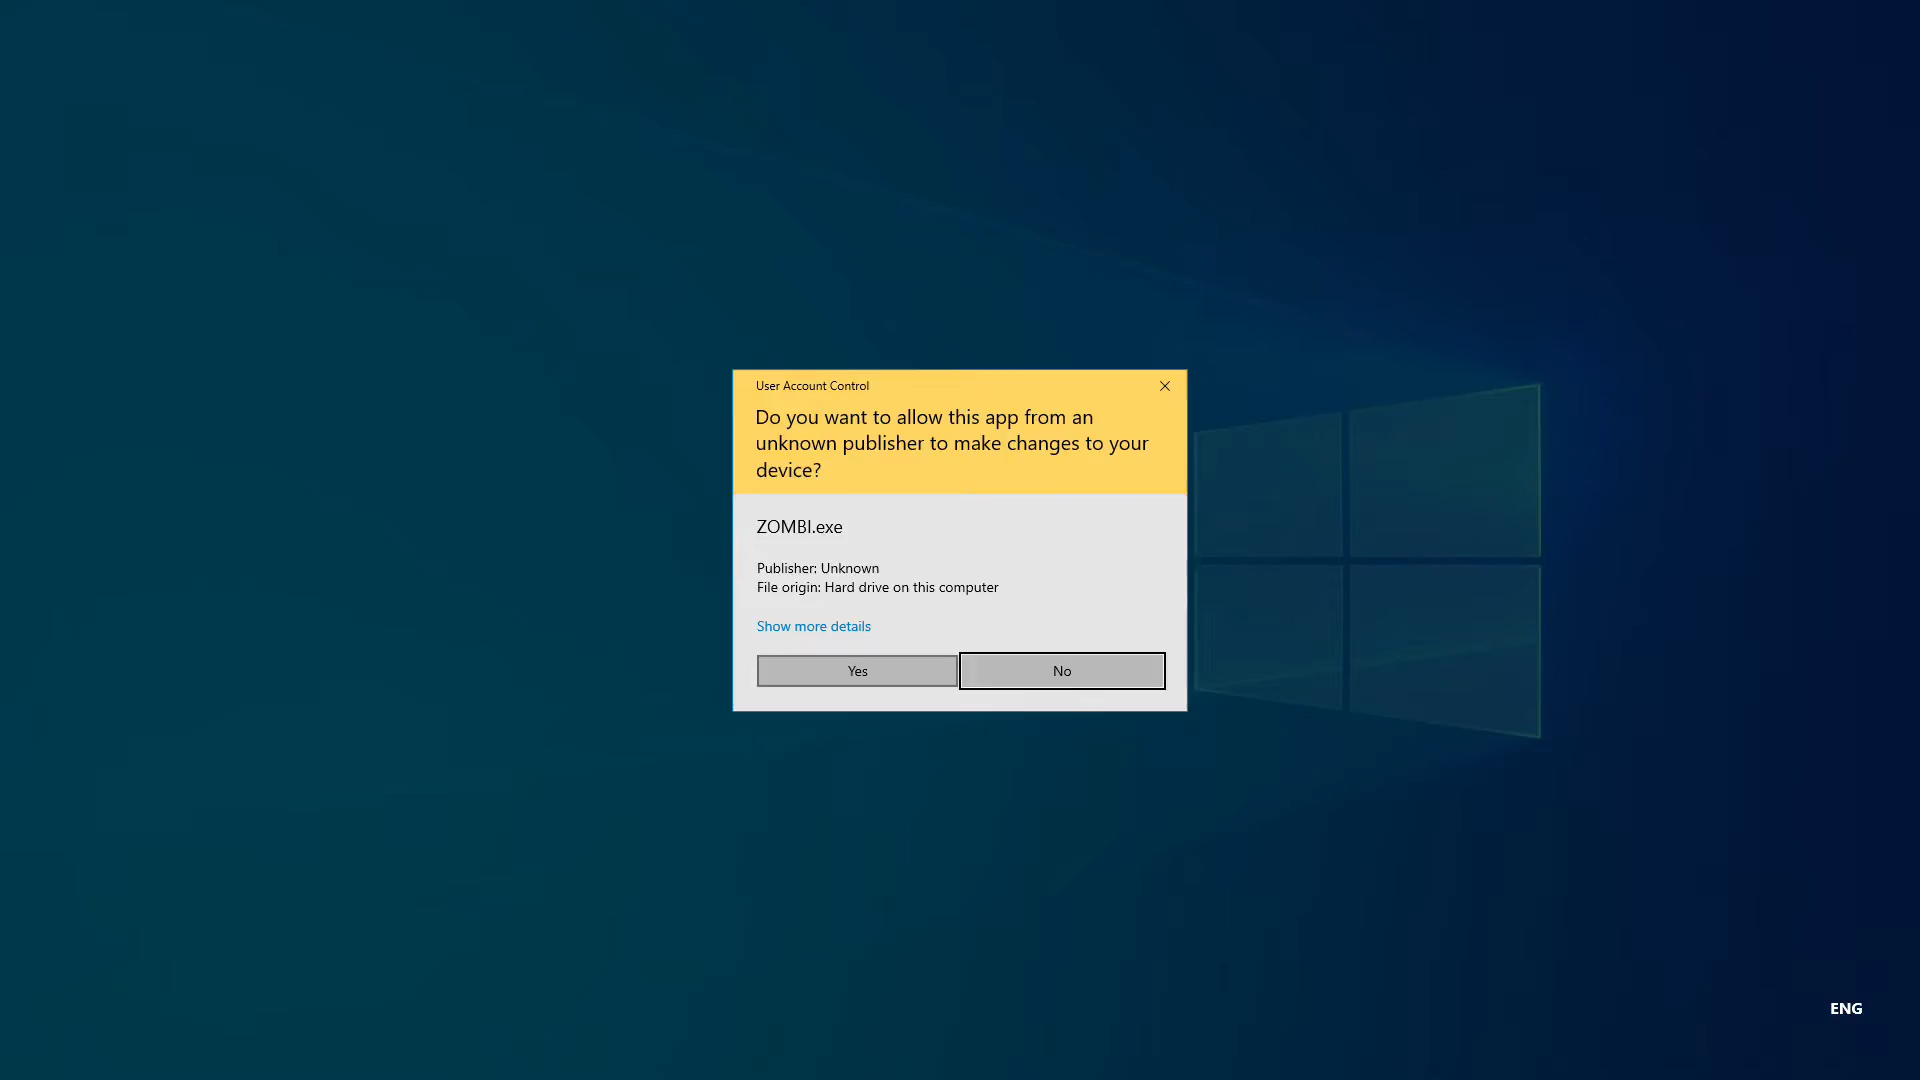 User Account Control
Do you want to allow this app from an
unknown publisher to make changes to your
device?
ZOMBI.exe
Publisher: Unknown
File origin: Hard drive on this computer
Show more details
Yes
No
ENG